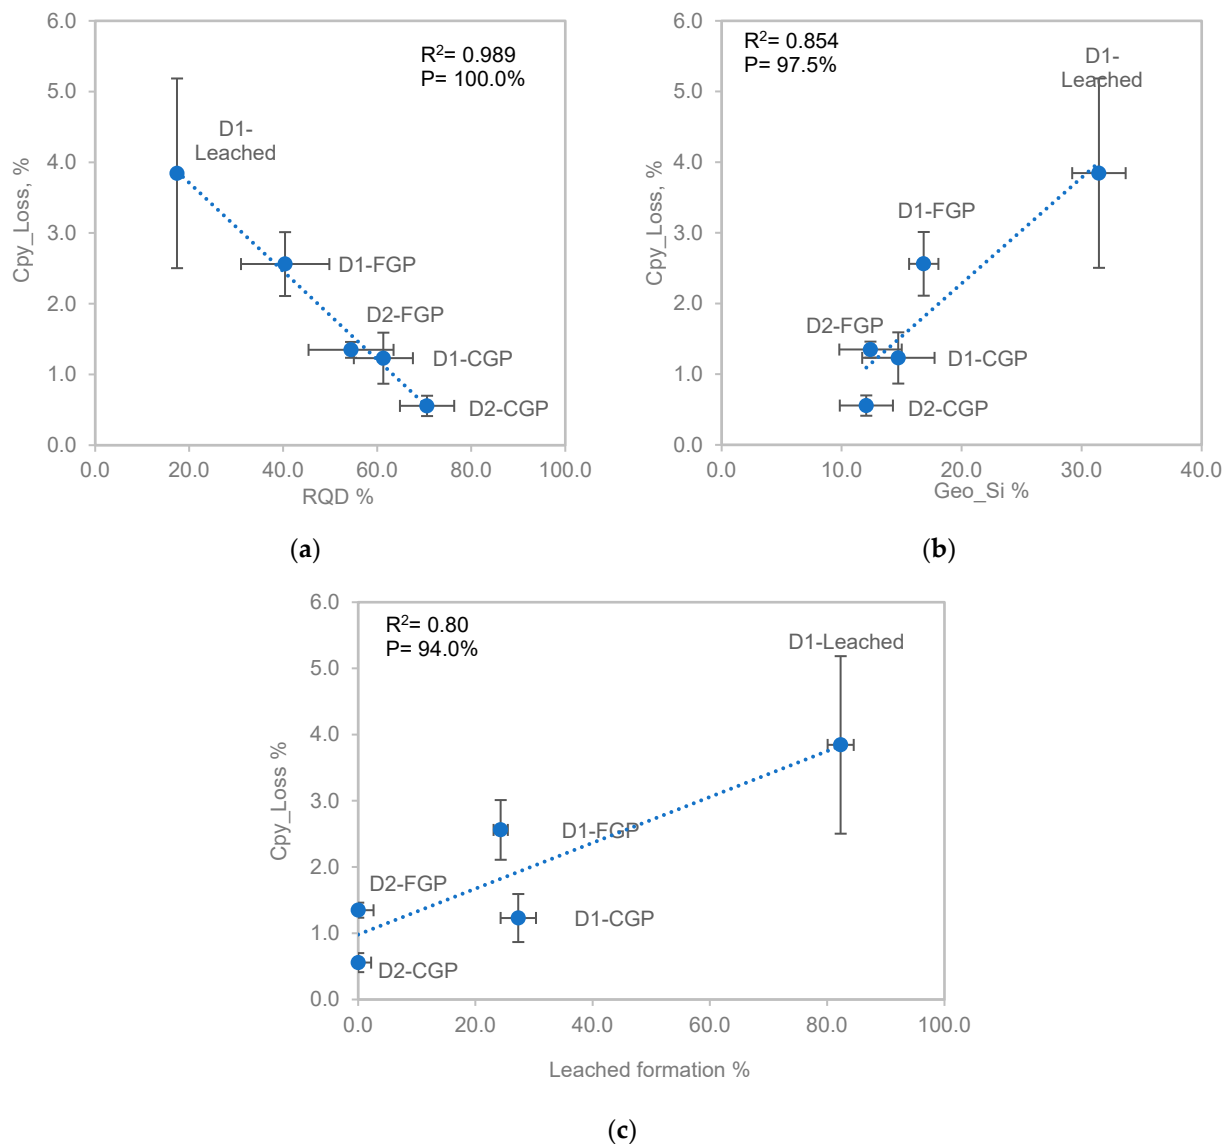 6.0
5.0
4.0
3.0
2.0
1.0
0.0
Cpy_Loss, %
R2= 0.989
P= 100.0%
D1-
Leached
D1-FGP
D2-FGP
D1-CGP
D2-CGP
0.0 20.0 40.0 60.0 80.0 100.0
RQD %
(a)
6.0
5.0
4.0
3.0
2.0
1.0
0.0
Cpy_Loss, %
R2= 0.854
P= 97.5%
D1-
Leached
D1-FGP
D2-FGP
D1-CGP
D2-CGP
0.0 10.0 20.0 30.0 40.0
Geo_Si %
(b)
6.0
5.0
4.0
3.0
2.0
1.0
0.0
Cpy_Loss %
R2= 0.80
P= 94.0%
D1-Leached
D1-FGP
D2-FGP
D1-CGP
D2-CGP
0.0 20.0 40.0 60.0 80.0 100.0
Leached formation %
(c)